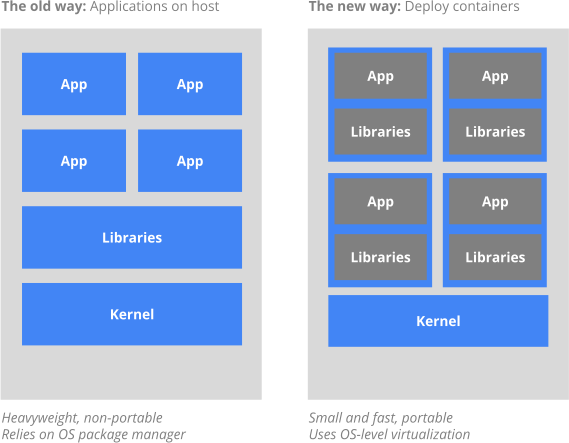 The old way: Applications on host
App App
App App
Libraries
Kernel
Heavyweight, non-portable
Relies on OS package manager
The new way: Deploy containers
App App
Libraries Libraries
App App
Libraries Libraries
Kernel
Small and fast, portable
Uses OS-level virtualization